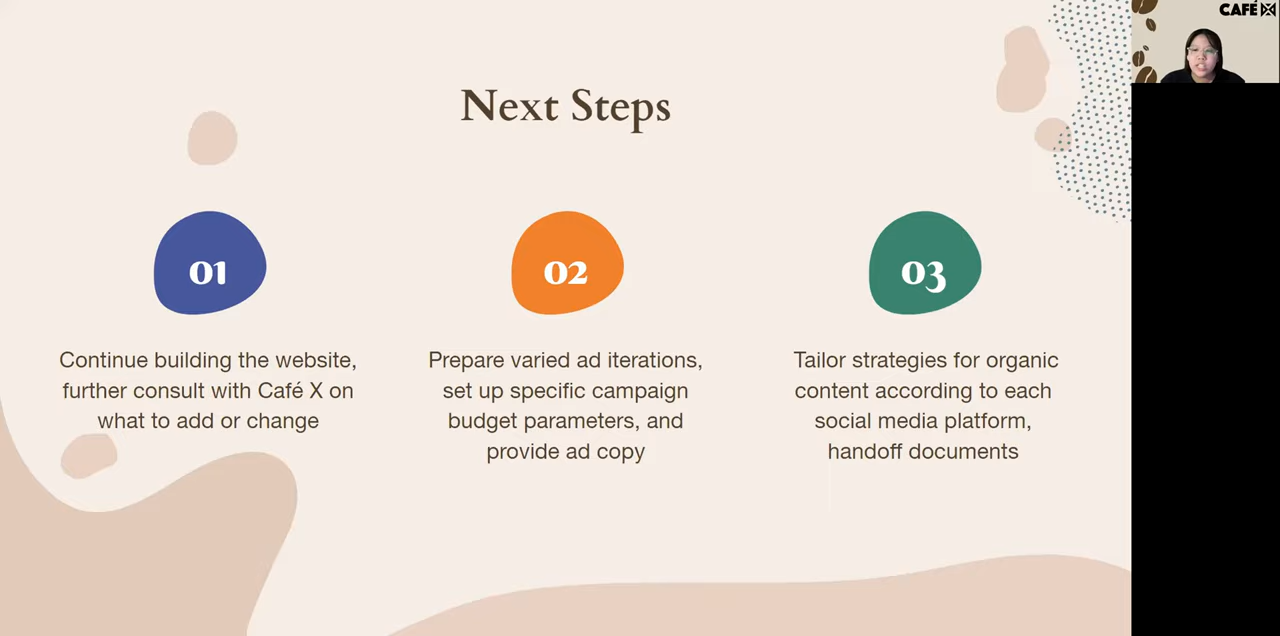 CAFÉ X
Next Steps
01
Continue building the website,
further consult with Café X on
what to add or change
02
Prepare varied ad iterations,
set up specific campaign
budget parameters, and
provide ad copy
03
Tailor strategies for organic
content according to each
social media platform,
handoff documents